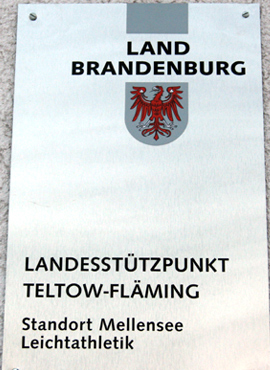 LAND
BRANDENBURG
LANDESSTÜTZPUNKT
TELTOW-FLÄMING
Standort Mellensee
Leichtathletik